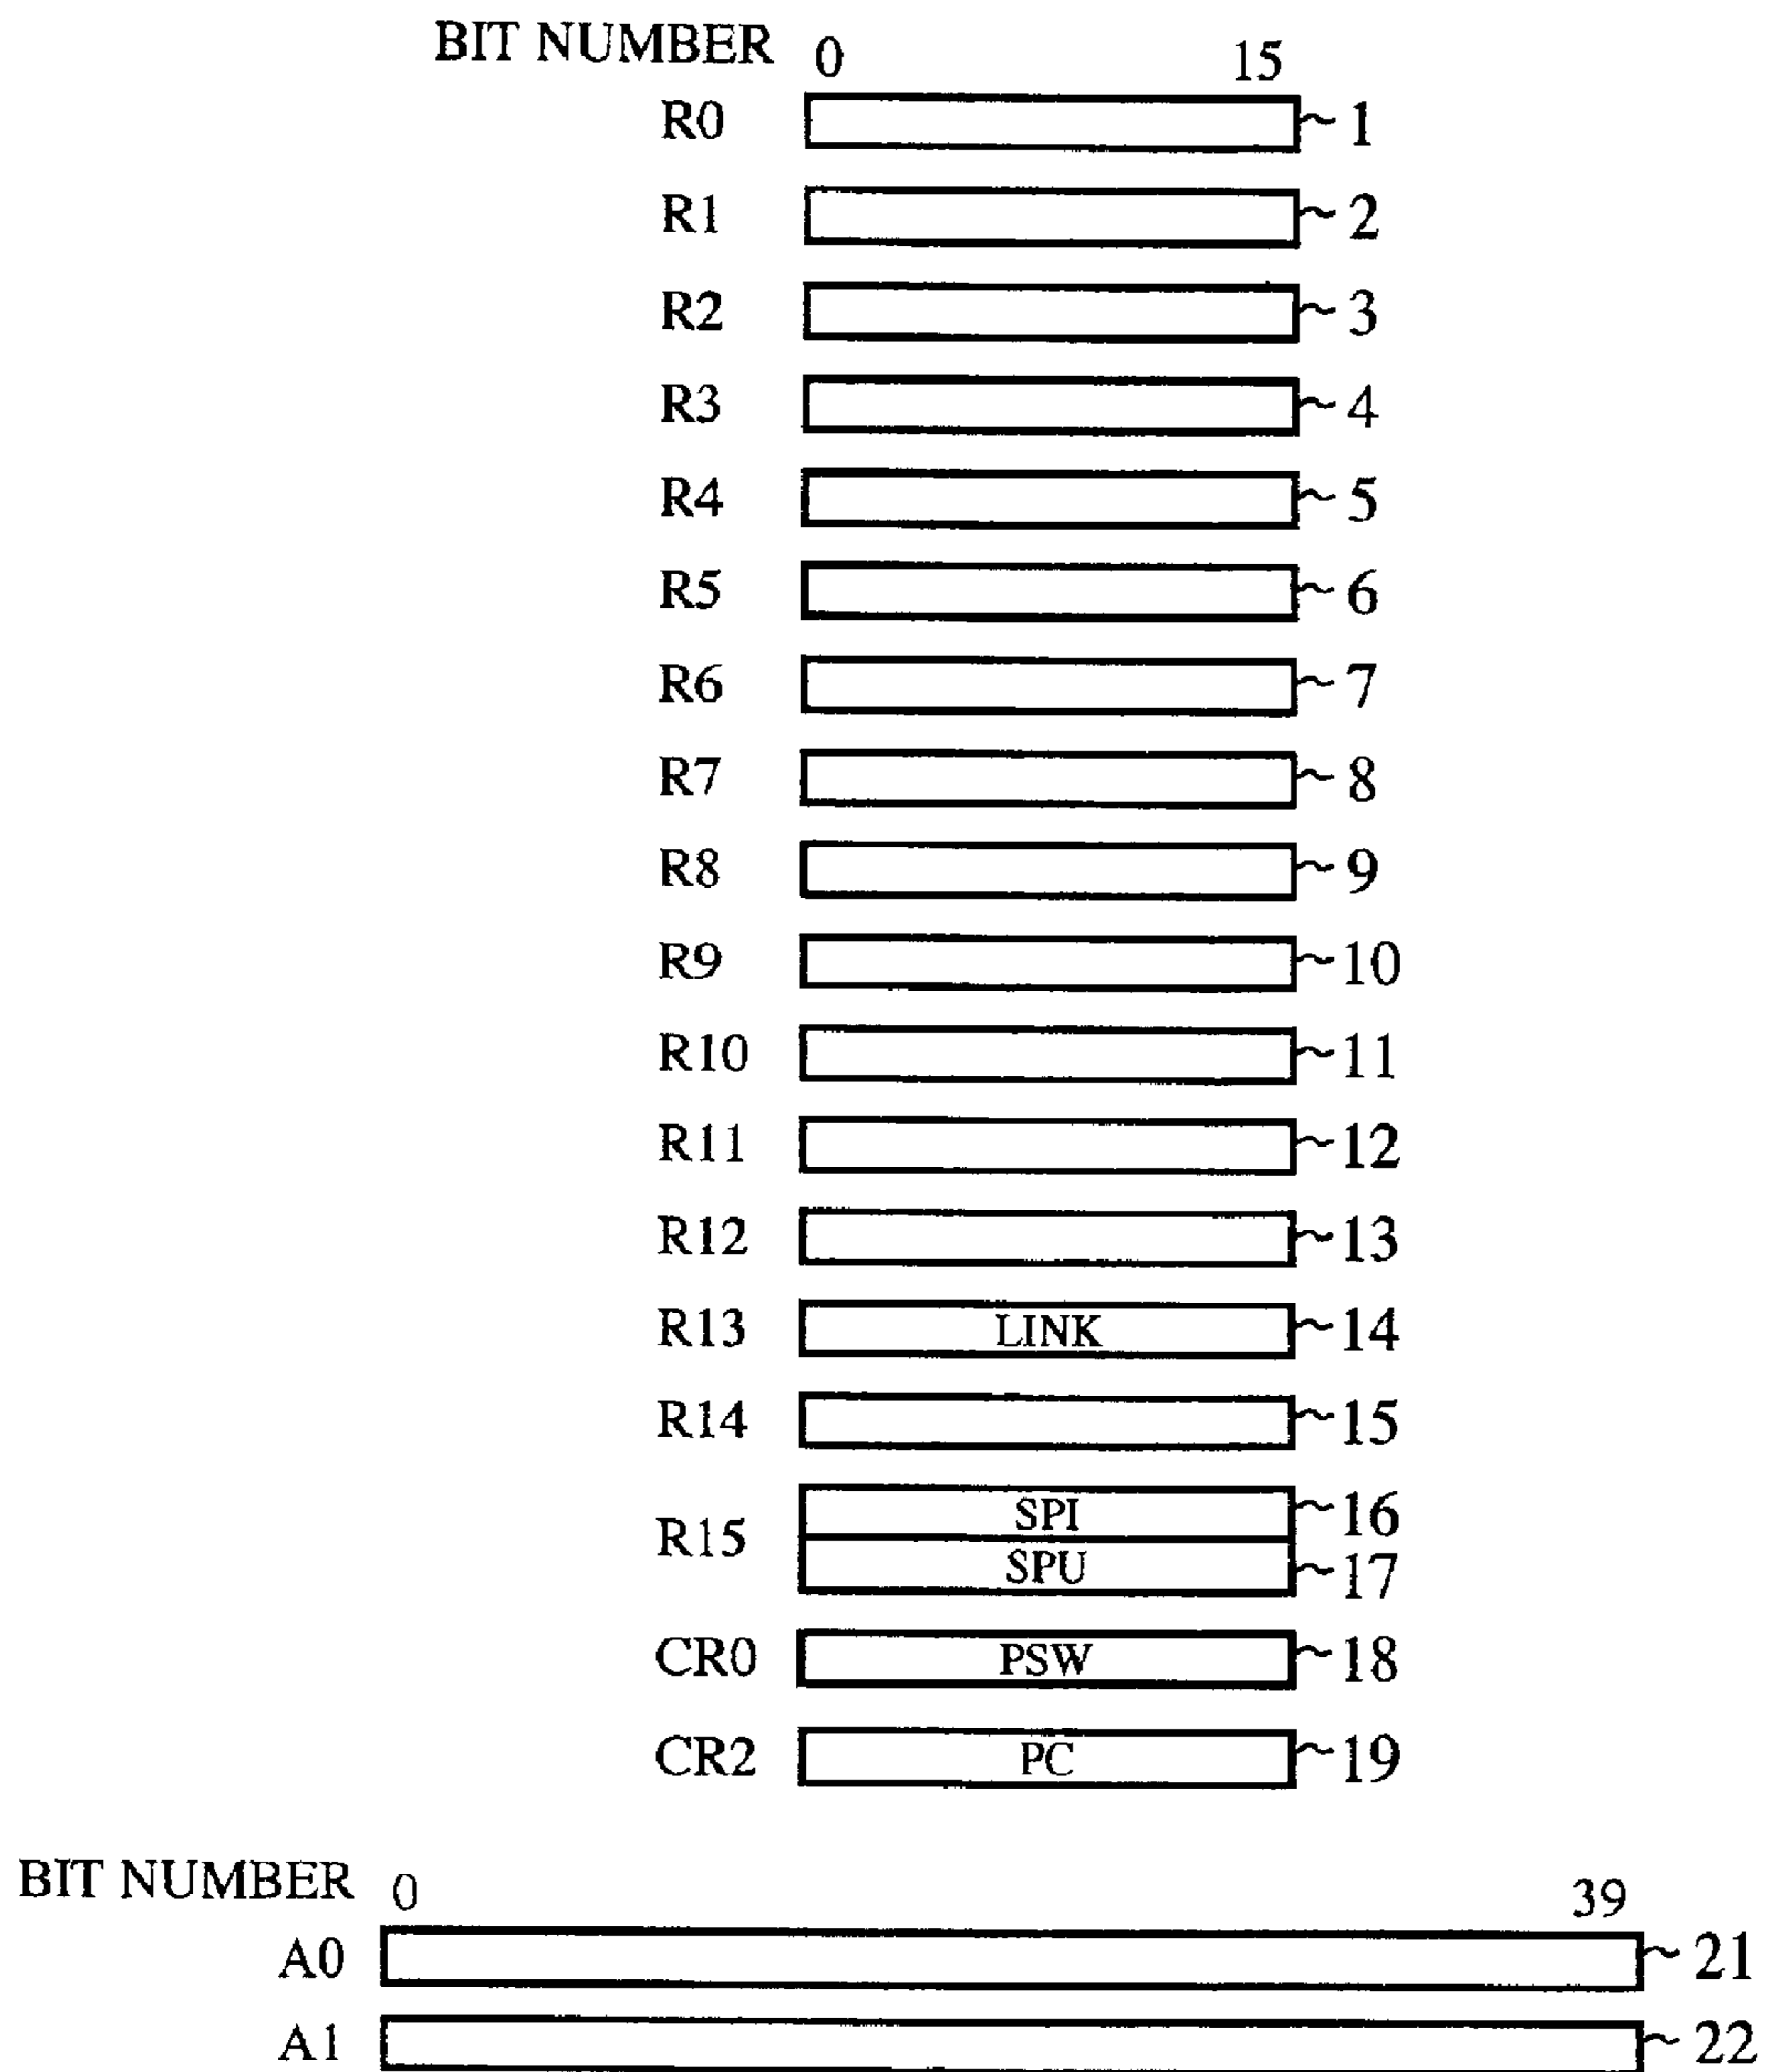 BIT NUMBER 0 15
R0 1
R1 2
R2 3
R3 4
R4 5
R5 6
R6 7
R7 8
R8 9
R9 10
R10 11
R11 12
R12 13
R13 LINK 14
R14 15
R15 SPI 16
SPU 17
CR0 PSW 18
CR2 PC 19
BIT NUMBER 0 39
A0 21
A1 22